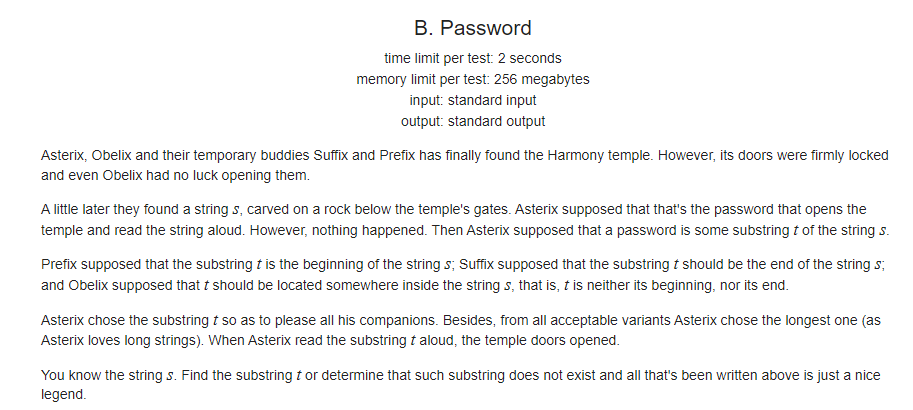 B. Password
time limit per test: 2 seconds
memory limit per test: 256 megabytes
input: standard input
output: standard output
Asterix, Obelix and their temporary buddies Suffix and Prefix has finally found the Harmony temple. However, its doors were firmly locked
and even Obelix had no luck opening them.
A little later they found a string s, carved on a rock below the temple's gates. Asterix supposed that that's the password that opens the
temple and read the string aloud. However, nothing happened. Then Asterix supposed that a password is some substring t of the string s.
Prefix supposed that the substring t is the beginning of the string s; Suffix supposed that the substring t should be the end of the string s;
and Obelix supposed that t should be located somewhere inside the string s, that is, t is neither its beginning, nor its end.
Asterix chose the substring t so as to please all his companions. Besides, from all acceptable variants Asterix chose the longest one (as
Asterix loves long strings). When Asterix read the substring t aloud, the temple doors opened.
You know the string s. Find the substring t or determine that such substring does not exist and all that's been written above is just a nice
legend.